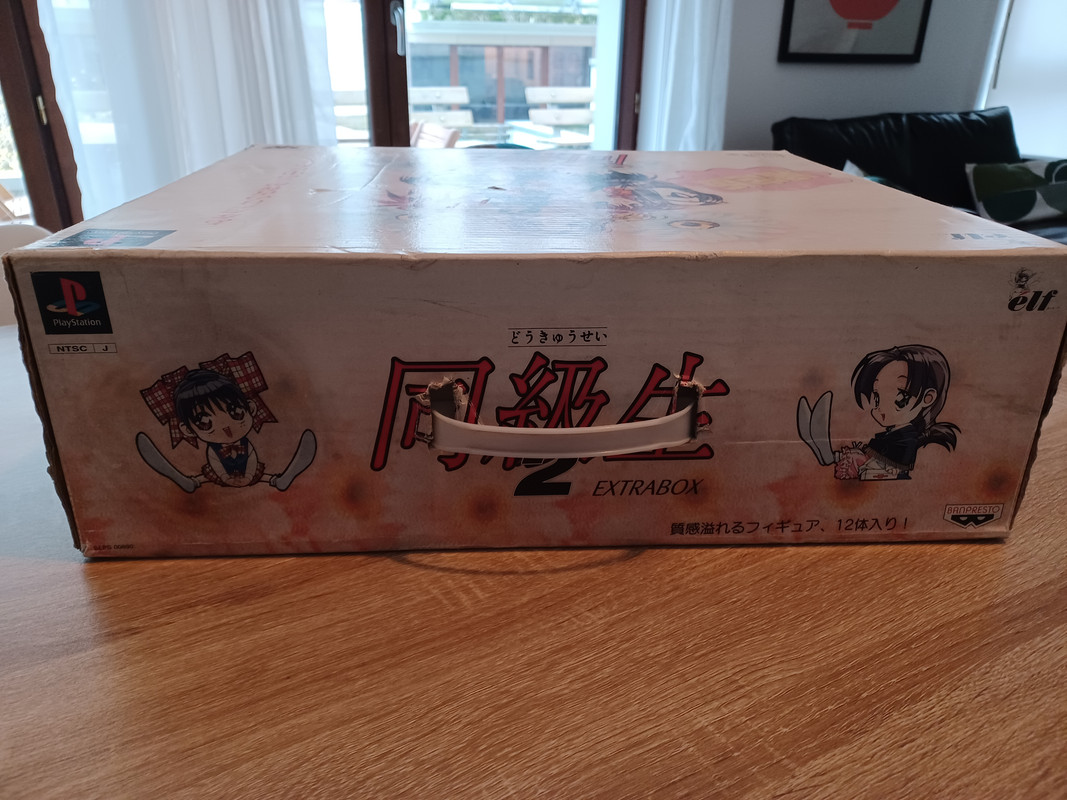 PlayStation
NTSC J
elf
どうきゅうせい
同級生
2 EXTRABOX
BANPRESTO
質感溢れるフィギュア、12体入り!